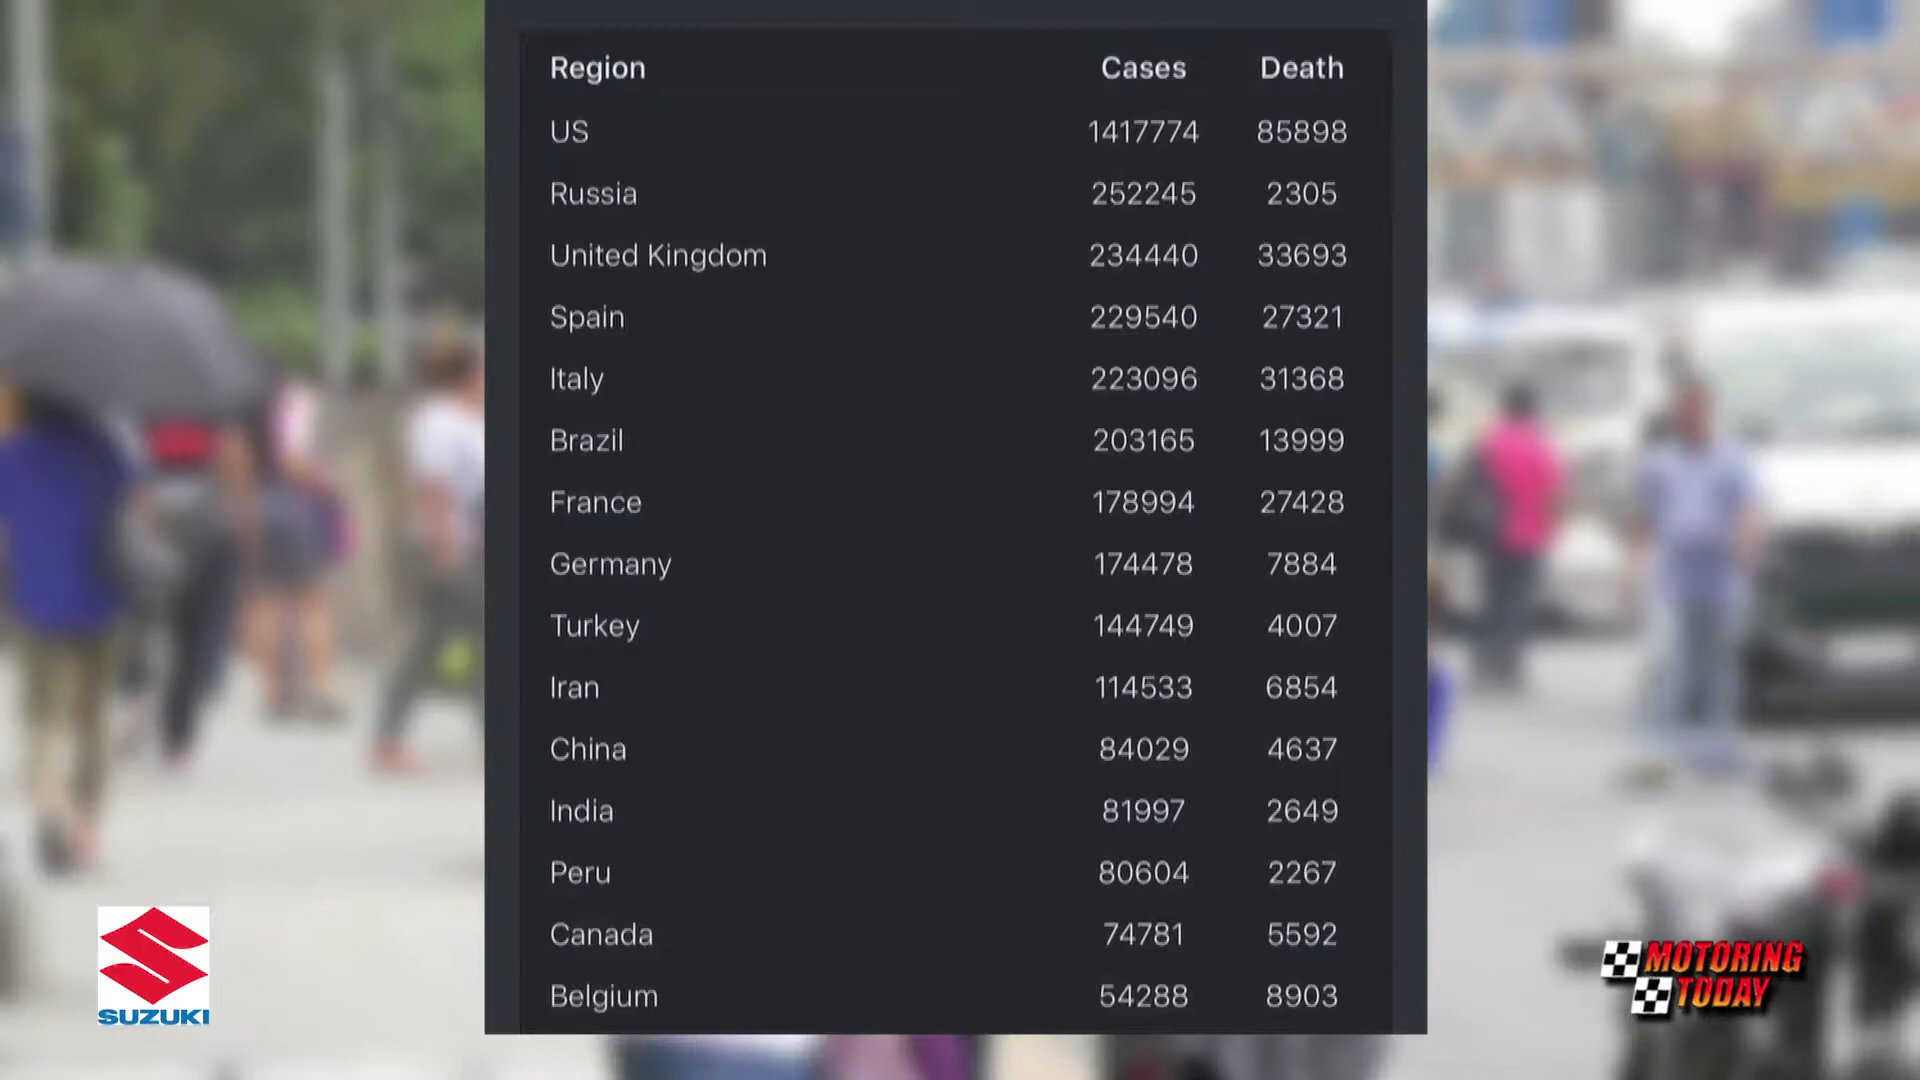 Region Cases Death
US 1417774 85898
Russia 252245 2305
United Kingdom 234440 33693
Spain 229540 27321
Italy 223096 31368
Brazil 203165 13999
France 178994 27428
Germany 174478 7884
Turkey 144749 4007
Iran 114533 6854
China 84029 4637
India 81997 2649
Peru 80604 2267
Canada 74781 5592
Belgium 54288 8903
SUZUKI
MOTORING
TODAY